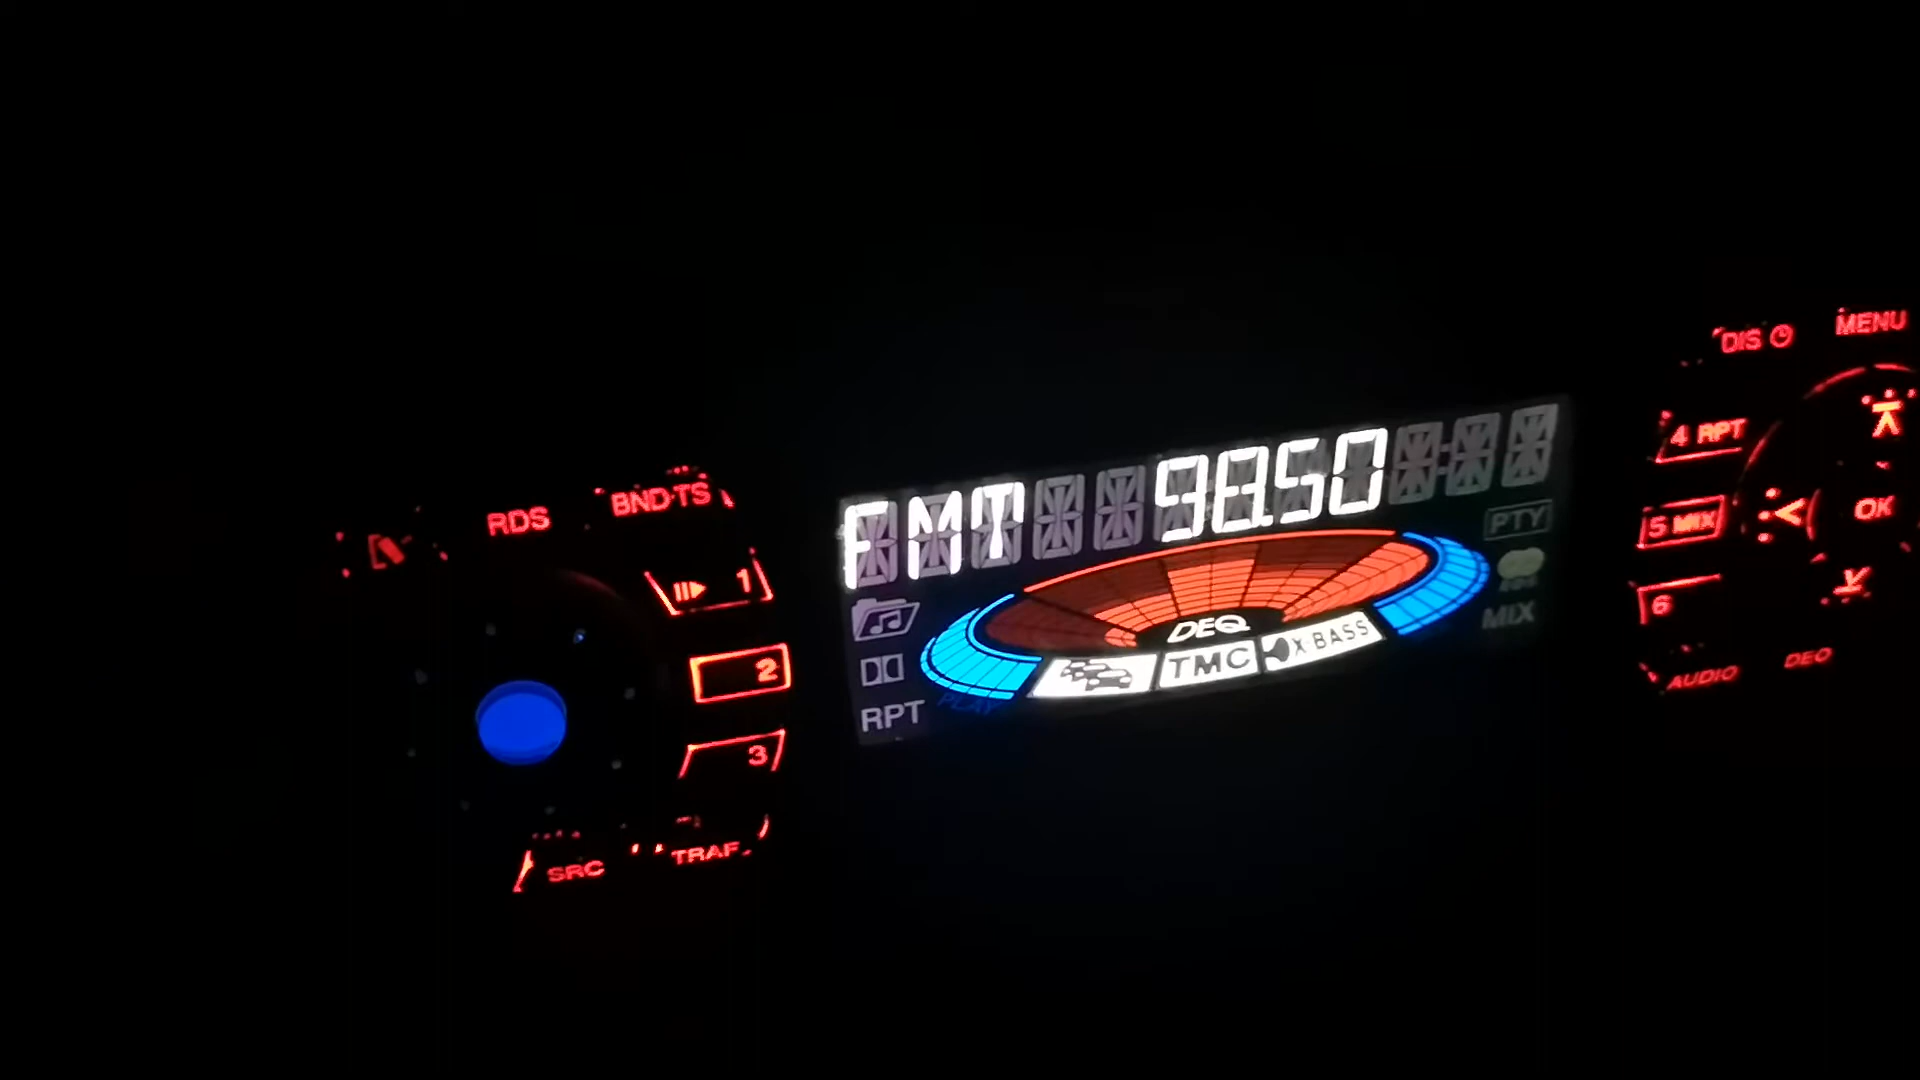 RDS
BND·TS
1
2
3
SRC
TRAF
FMT 98.50
DEQ
TMC
X-BASS
RPT
PLAY
PTY
MIX
DIS
MENU
4 RPT
5 MIX
6
OK
AUDIO
DEQ